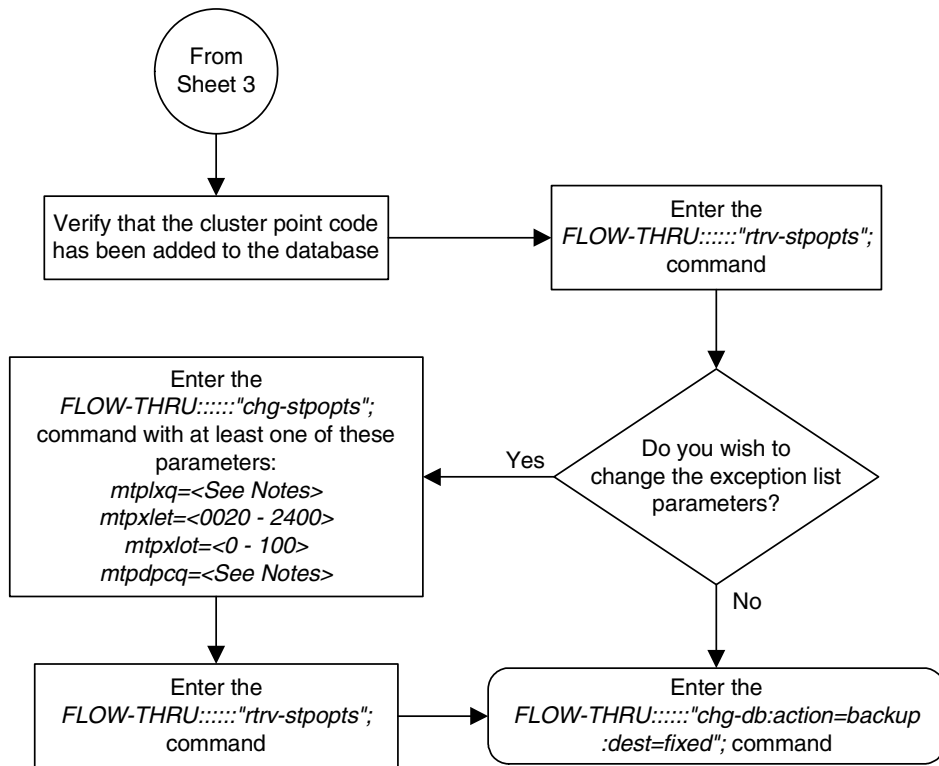 From
Sheet 3
Verify that the cluster point code
has been added to the database
Enter the
FLOW-THRU::::::"rtrv-stpopts";
command
Do you wish to
change the exception list
parameters?
Yes
No
Enter the
FLOW-THRU::::::"chg-stpopts";
command with at least one of these
parameters:
mtplxq=<See Notes>
mtpxlet=<0020 - 2400>
mtpxlot=<0 - 100>
mtpdpcq=<See Notes>
Enter the
FLOW-THRU::::::"rtrv-stpopts";
command
Enter the
FLOW-THRU::::::"chg-db:action=backup
:dest=fixed"; command